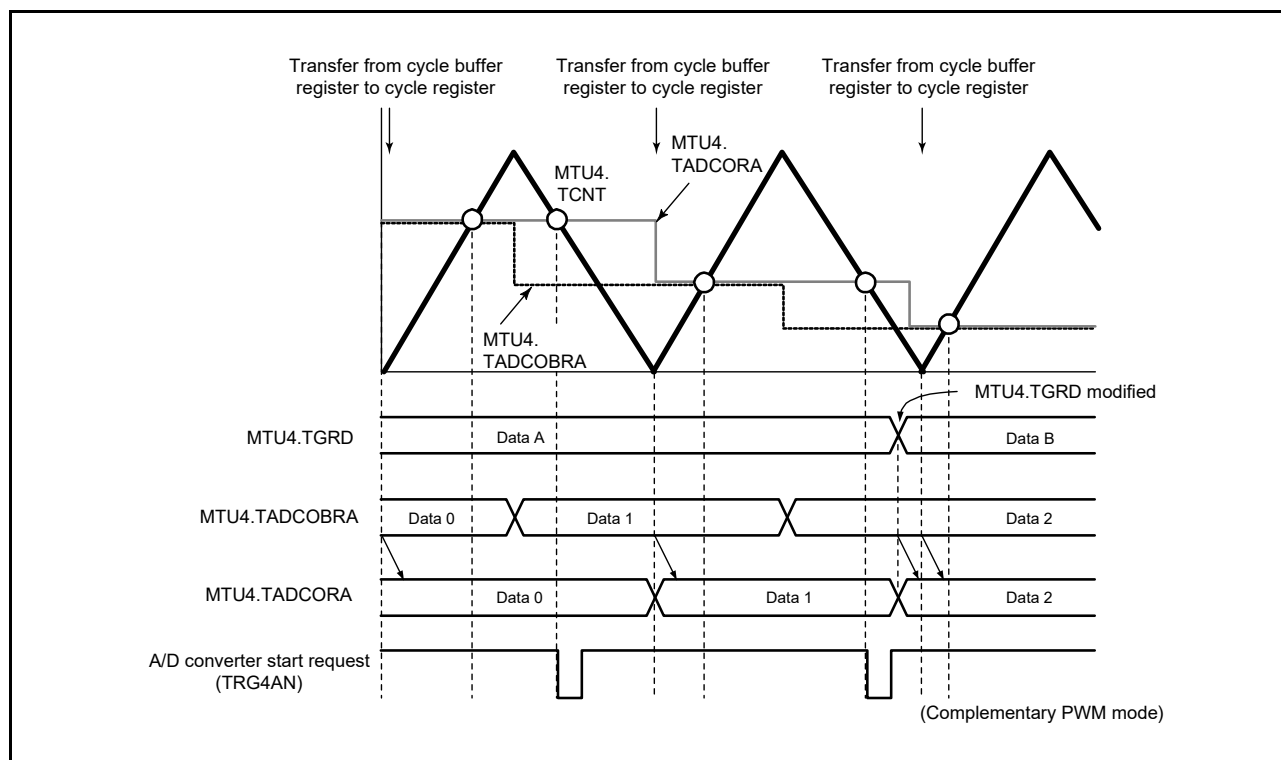 Transfer from cycle buffer
register to cycle register
Transfer from cycle buffer
register to cycle register
Transfer from cycle buffer
register to cycle register
MTU4.
TCNT
MTU4.
TADCORA
MTU4.
TADCOBRA
MTU4.TGRD modified
MTU4.TGRD
Data A
Data B
MTU4.TADCOBRA
Data 0
Data 1
Data 2
MTU4.TADCORA
Data 0
Data 1
Data 2
A/D converter start request
(TRG4AN)
(Complementary PWM mode)